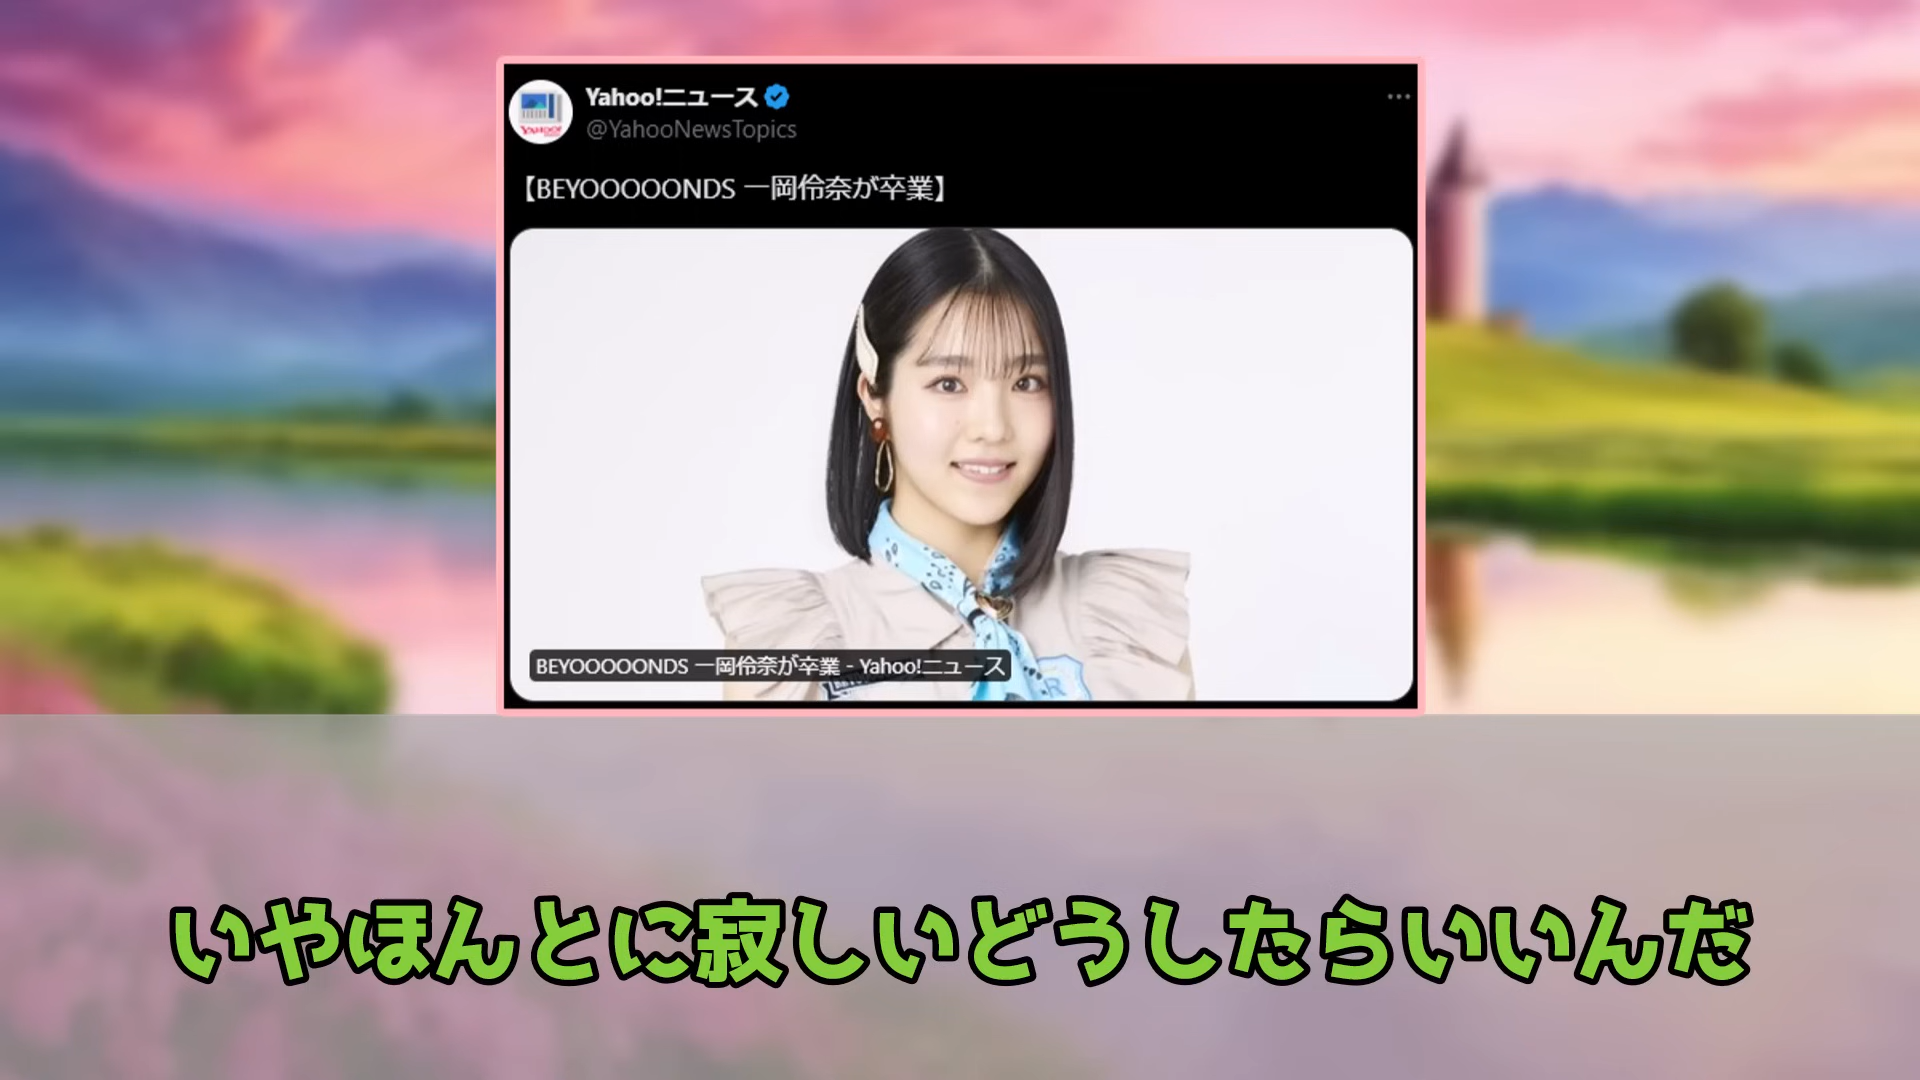 Yahoo!ニュース
@YahooNewsTopics
YAHOO!
【BEYOOOOONDS 一岡伶奈が卒業】
BEYOOOOONDS 一岡伶奈が卒業 - Yahoo!ニュース
R
いやほんとに寂しいどうしたらいいんだ